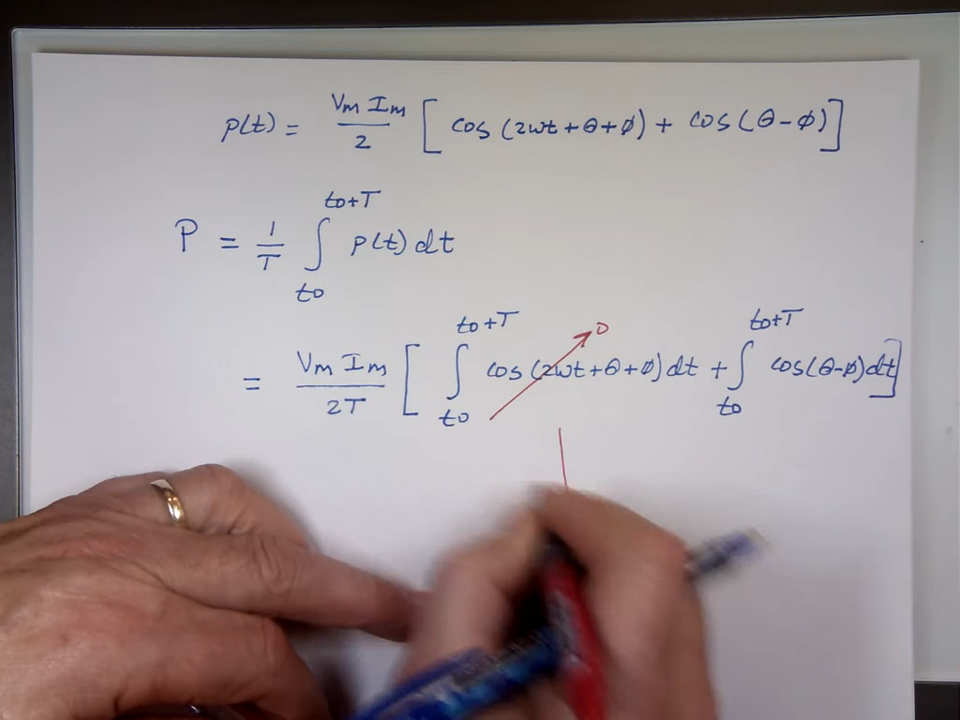 p(t) = Vm Im / 2 [ cos (2ωt + θ + φ) + cos (θ - φ) ]
P = 1/T ∫_{t0}^{t0+T} p(t) dt
= Vm Im / 2T [ ∫_{t0}^{t0+T} cos (2ωt + θ + φ) dt + ∫_{t0}^{t0+T} cos (θ - φ) dt ] 0